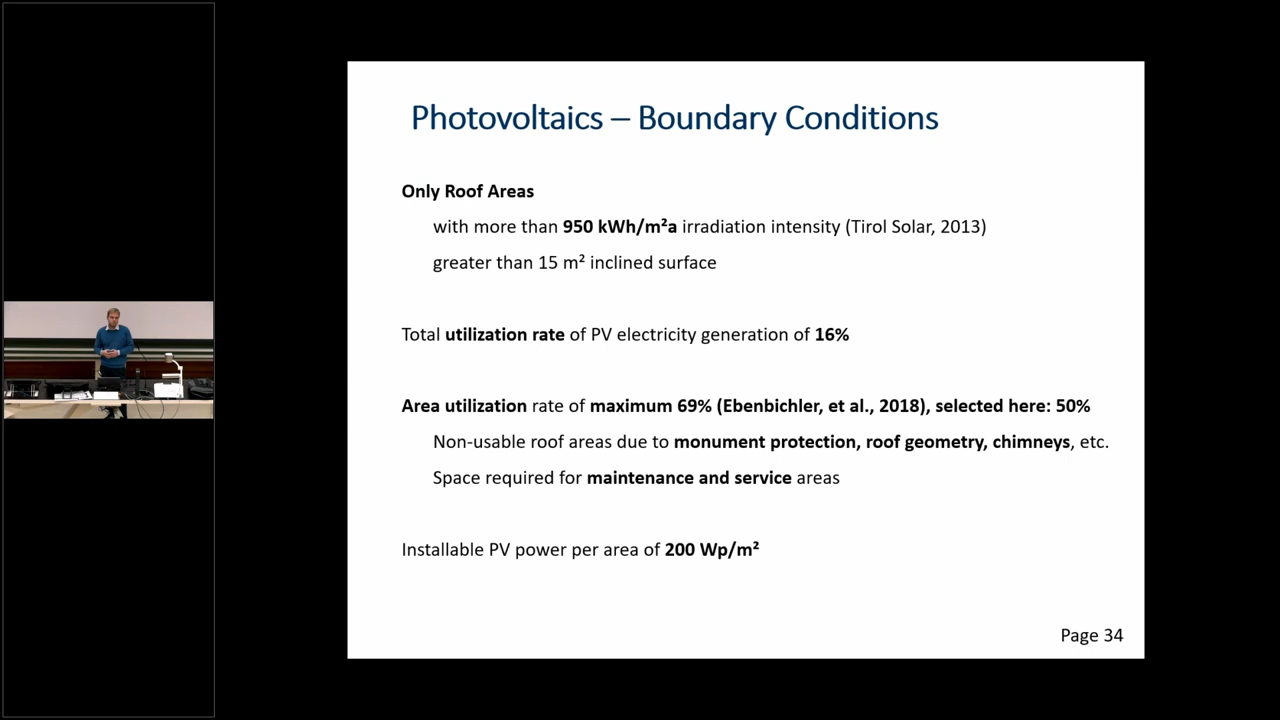 Photovoltaics – Boundary Conditions
Only Roof Areas
with more than 950 kWh/m²a irradiation intensity (Tirol Solar, 2013)
greater than 15 m² inclined surface
Total utilization rate of PV electricity generation of 16%
Area utilization rate of maximum 69% (Ebenbichler, et al., 2018), selected here: 50%
Non-usable roof areas due to monument protection, roof geometry, chimneys, etc.
Space required for maintenance and service areas
Installable PV power per area of 200 Wp/m²
Page 34